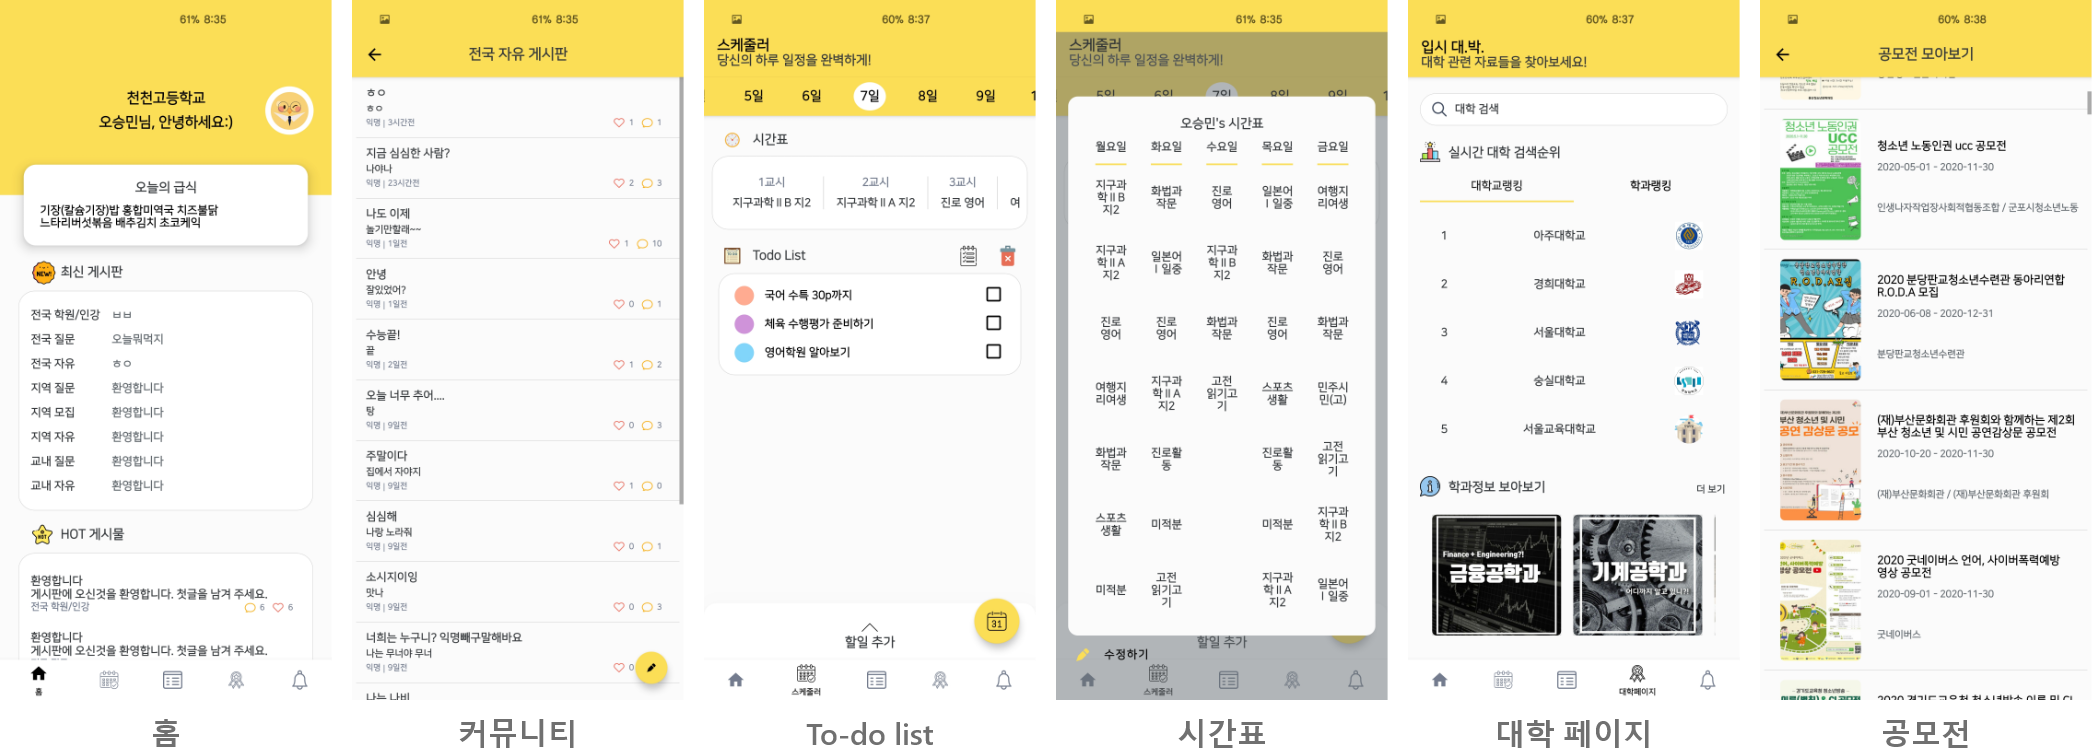 61% 8:35
천천고등학교
오승민님, 안녕하세요:)
오늘의 급식
기장(칼슘기장)밥 홍합미역국 치즈불닭
느타리버섯볶음 배추김치 초코케익
NEW!
최신 게시판
전국 학원/인강 ㅂㅂ
전국 질문 오늘뭐먹지
전국 자유 ㅎㅇ
지역 질문 환영합니다
지역 모집 환영합니다
지역 자유 환영합니다
교내 질문 환영합니다
교내 자유 환영합니다
HOT
HOT 게시물
환영합니다
게시판에 오신것을 환영합니다. 첫글을 남겨 주세요.
전국 학원/인강 6 6
환영합니다
게시판에 오신것을 환영합니다. 첫글을 남겨 주세요.
홈
홈
61% 8:35
전국 자유 게시판
ㅎㅇ
ㅎㅇ
익명 | 3시간전 1 1
지금 심심한 사람?
나야나
익명 | 23시간전 2 3
나도 이제
놀기만할래~~
익명 | 1일전 1 10
안녕
잘있었어?
익명 | 1일전 0 1
수능끝!
끝
익명 | 2일전 1 2
오늘 너무 추어....
탕
익명 | 9일전 0 3
주말이다
집에서 자야지
익명 | 9일전 1 0
심심해
나랑 노라줘
익명 | 9일전 0 1
소시지이잉
맛나
익명 | 9일전 0 3
너희는 누구니? 익명빼구말해바요
나는 무너야 무너
익명 | 9일전 0
나는 나비
커뮤니티
60% 8:37
스케줄러
당신의 하루 일정을 완벽하게!
5일 6일 7일 8일 9일 1
시간표
1교시 2교시 3교시
지구과학 II B 지2 지구과학 II A 지2 진로 영어 여
Todo List
국어 수특 30p까지
체육 수행평가 준비하기
영어학원 알아보기
31
할일 추가
스케줄러
To-do list
61% 8:35
스케줄러
당신의 하루 일정을 완벽하게!
5일 6일 7일 8일 9일 1
오승민's 시간표
월요일 화요일 수요일 목요일 금요일
지구과학 II B 지2 화법과 작문 진로 영어 일본어 I 일중 여행지리여생
지구과학 II A 지2 일본어 I 일중 지구과학 II B 지2 화법과 작문 진로 영어
진로 영어 진로 영어 화법과 작문 진로 영어 화법과 작문
여행지리여생 지구과학 II A 지2 고전읽기고기 스포츠 생활 민주시민(고)
화법과 작문 진로활동 진로활동 고전읽기고기
스포츠 생활 미적분 미적분 지구과학 II B 지2
미적분 고전읽기고기 지구과학 II A 지2 일본어 I 일중
할일 추가
수정하기
스케줄러
시간표
60% 8:37
입시 대.박.
대학 관련 자료들을 찾아보세요!
대학 검색
실시간 대학 검색순위
대학교랭킹 학과랭킹
1 아주대학교
2 경희대학교
3 서울대학교
4 숭실대학교
5 서울교육대학교
학과정보 보아보기 더 보기
Finance + Engineering?!
금융공학과
기계공학과
어디까지 알고 있니?!
대학페이지
대학 페이지
60% 8:38
공모전 모아보기
청소년 노동인권
UCC
공모전
청소년 노동인권 ucc 공모전
2020-05-01 - 2020-11-30
인생나자작업장사회적협동조합 / 군포시청소년노동
R.O.D.A모집
2020 분당판교청소년수련관 동아리연합
R.O.D.A 모집
2020-06-08 - 2020-12-31
분당판교청소년수련관
부산 청소년 및 시민
공연 감상문 공모
(재)부산문화회관 후원회와 함께하는 제2회
부산 청소년 및 시민 공연감상문 공모전
2020-10-20 - 2020-11-30
(재)부산문화회관 / (재)부산문화회관 후원회
2020 굿네이버스 언어, 사이버폭력예방
영상 공모전
2020-09-01 - 2020-11-30
굿네이버스
공모전